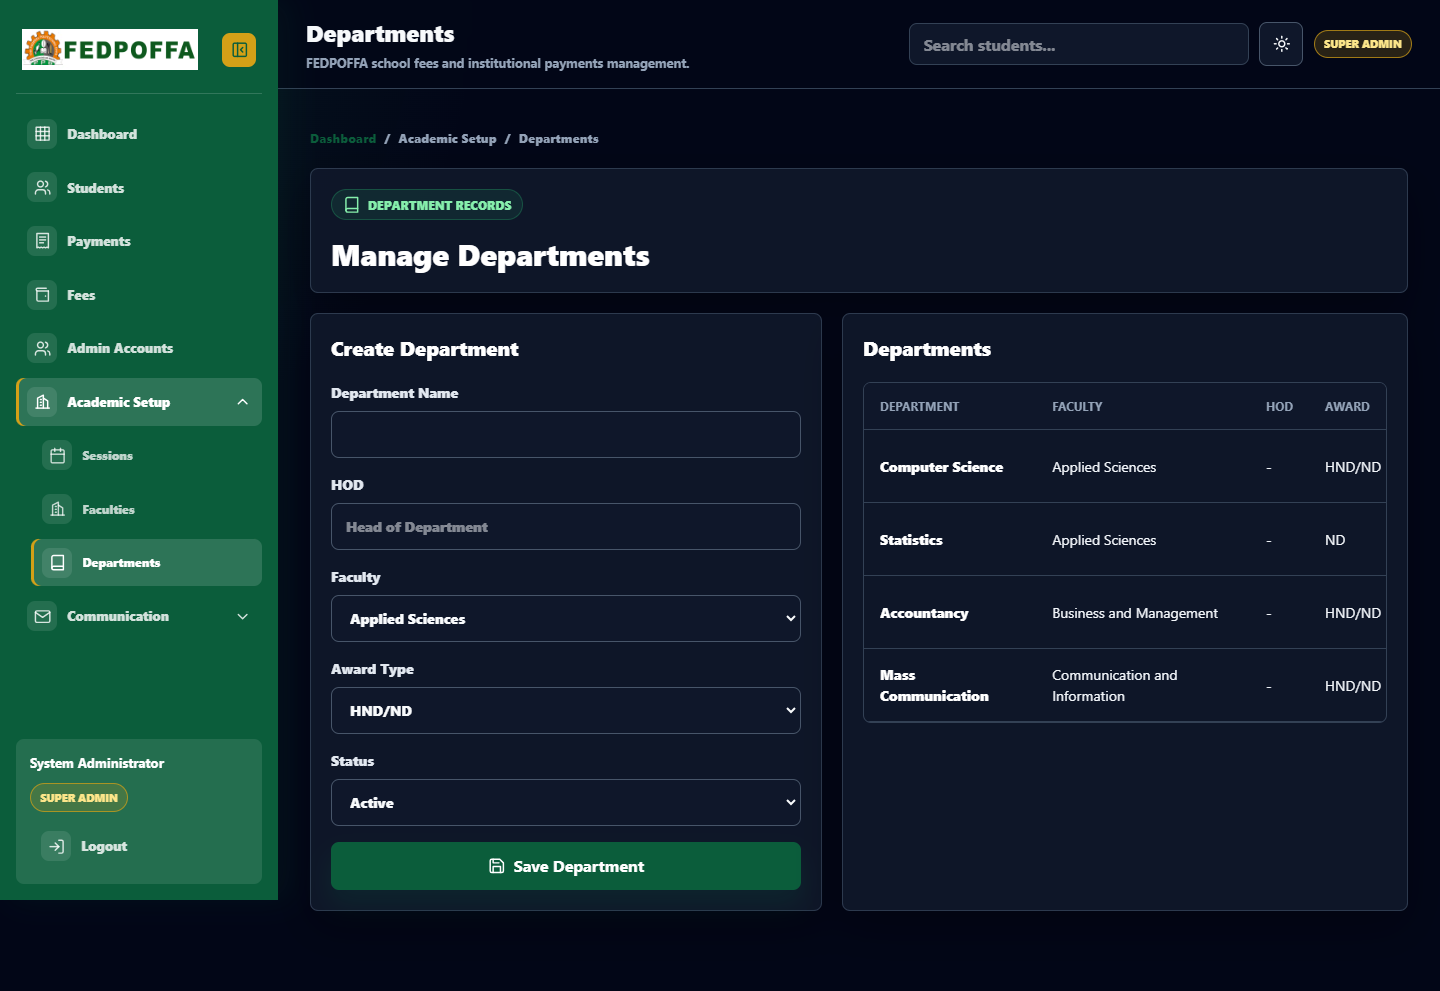 FEDPOFFA
Dashboard
Students
Payments
Fees
Admin Accounts
Academic Setup
Sessions
Faculties
Departments
Communication
System Administrator
SUPER ADMIN
Logout
Departments
FEDPOFFA school fees and institutional payments management.
Search students...
SUPER ADMIN
Dashboard / Academic Setup / Departments
DEPARTMENT RECORDS
Manage Departments
Create Department
Department Name
HOD
Head of Department
Faculty
Applied Sciences
Award Type
HND/ND
Status
Active
Save Department
Departments
DEPARTMENT FACULTY HOD AWARD
Computer Science Applied Sciences - HND/ND
Statistics Applied Sciences - ND
Accountancy Business and Management - HND/ND
Mass Communication and
Communication Information - HND/ND